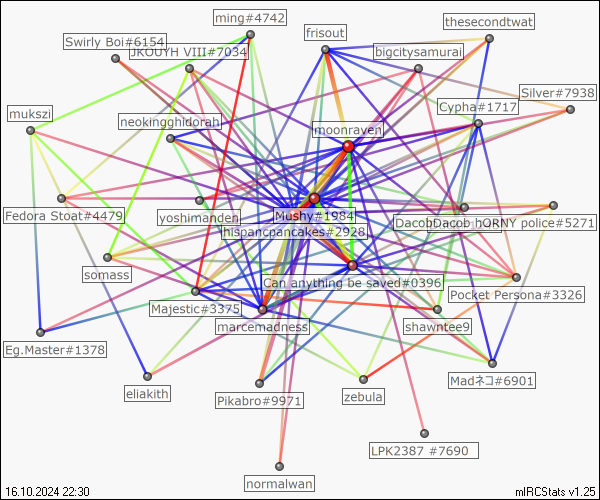 ming#4742
frisout
thesecondtwat
Swirly Boi#6154
JKOUYH VIII#7034
bigcitysamurai
Silver#7938
mukszi
neokingghidorah
Cypha#1717
moonraven
Fedora Stoat#4479
yoshimanden
Mushy#1984
Dacob
Dacob
hORNY police#5271
hispanicpancakes#2928
somass
Can anything be saved#0396
Pocket Persona#3326
Majestic#3375
marcemadness
shawntee9
Eg.Master#1378
eliakith
Pikabro#9971
zebula
Madネコ#6901
LPK2387 #7690
normalwan
16.10.2024 22:30
mIRCStats v1.25